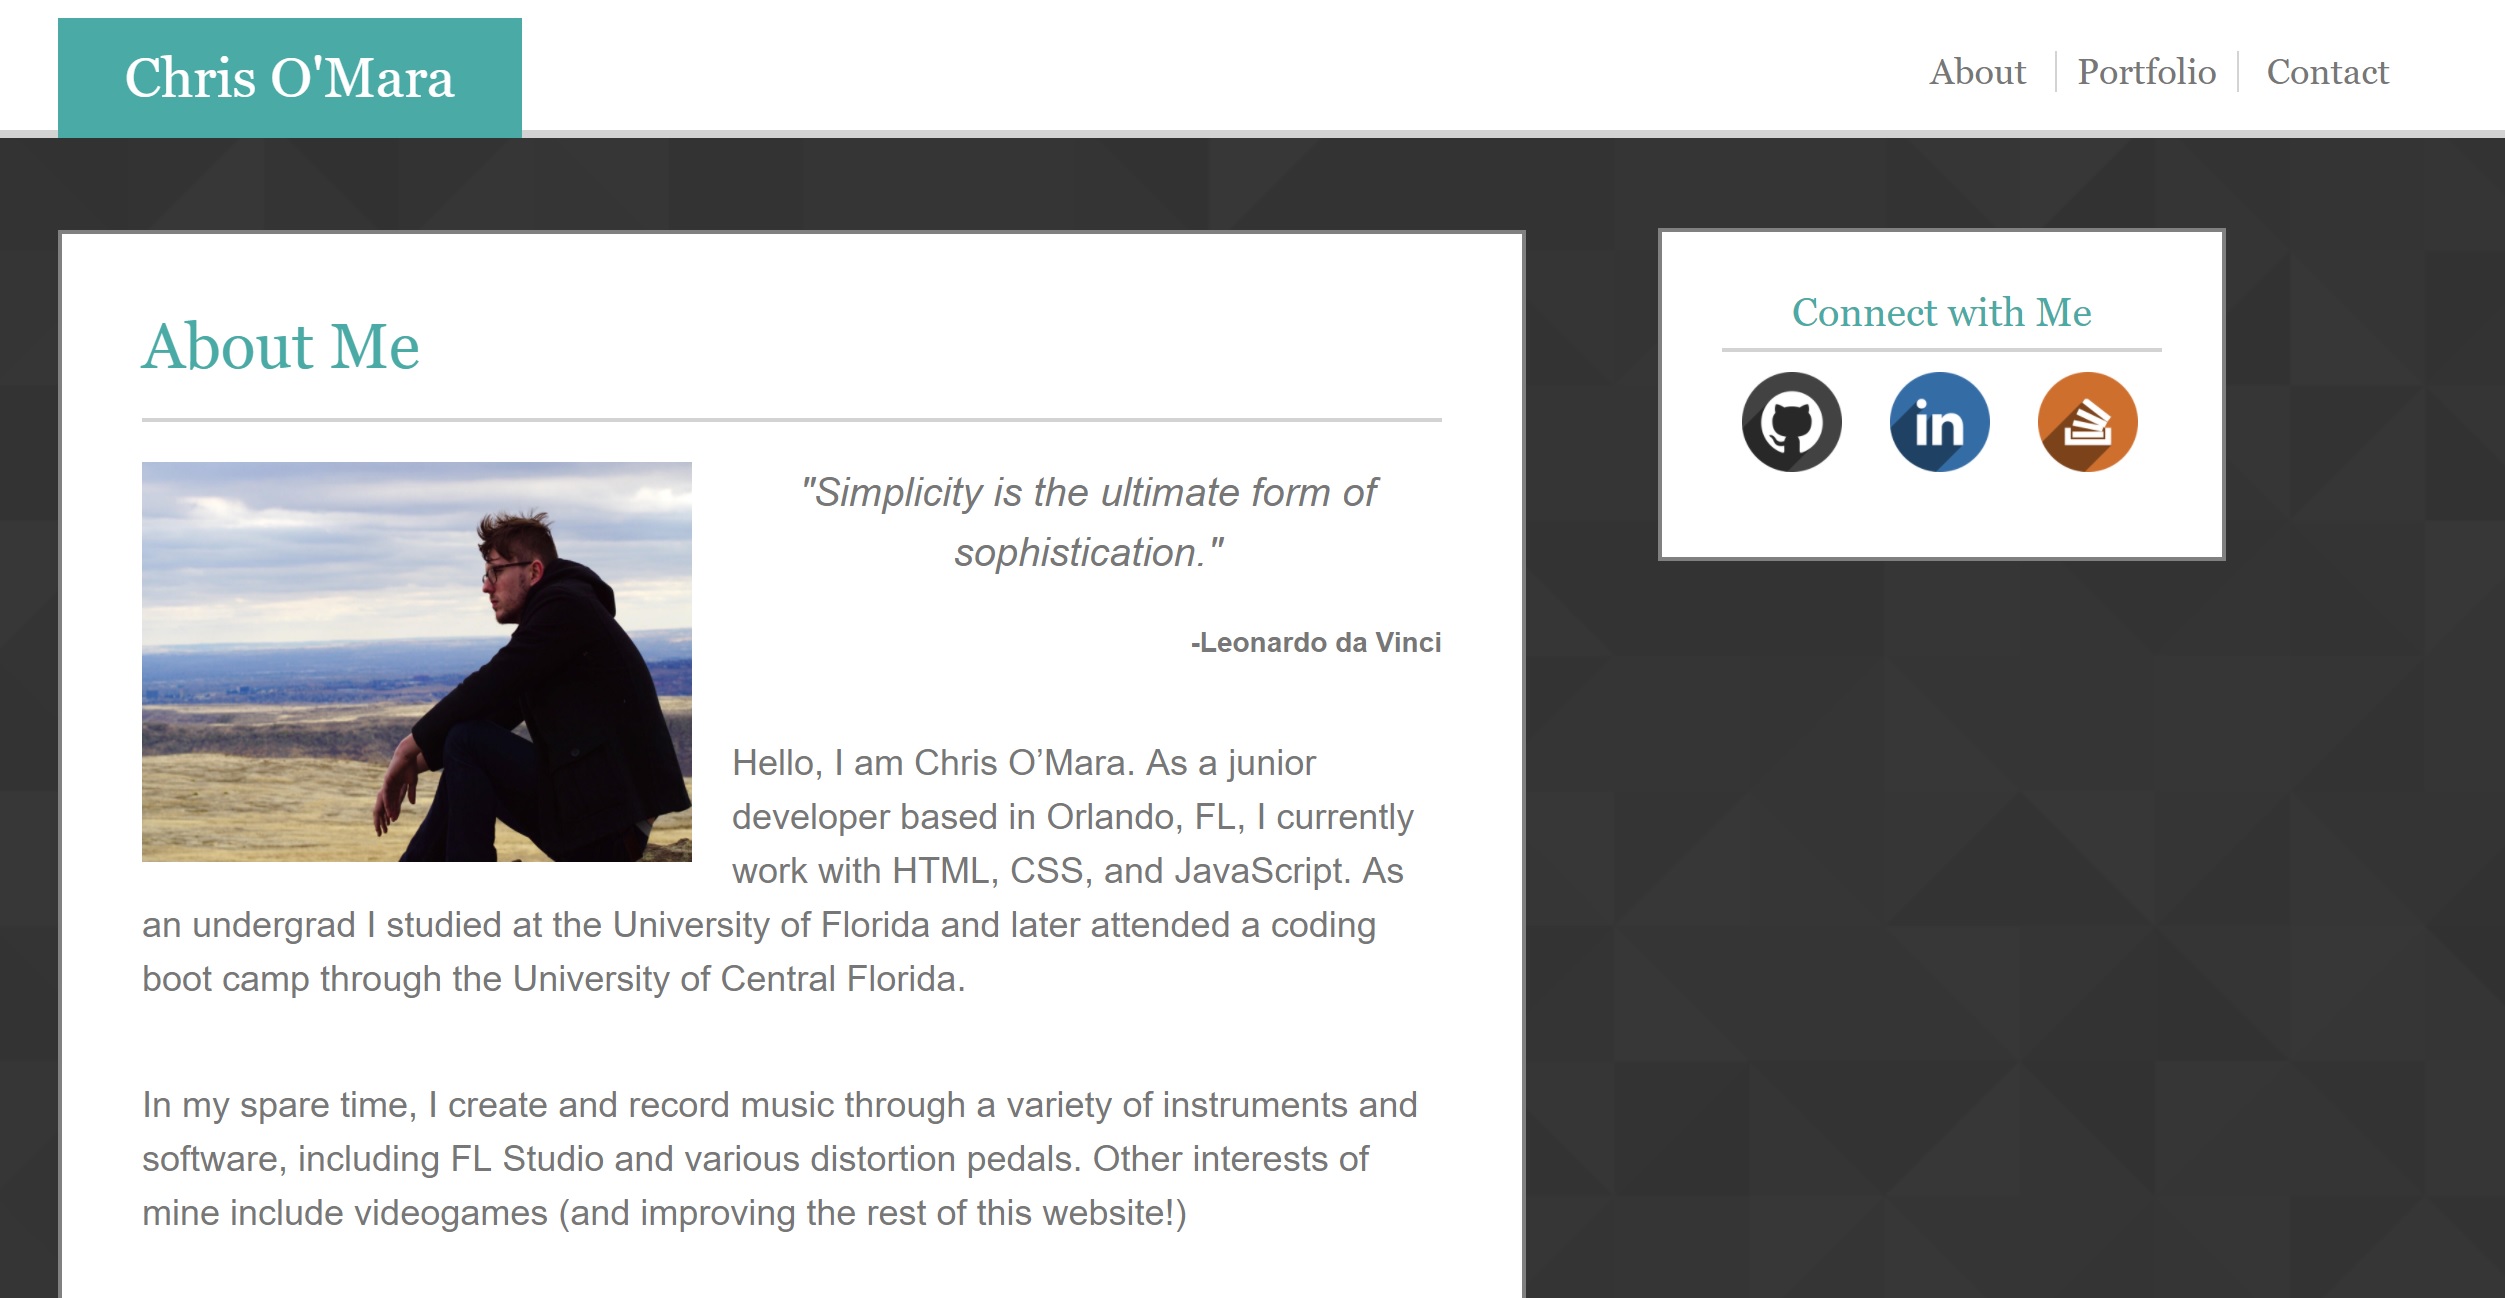 Chris O'Mara
About
Portfolio
Contact
About Me
"Simplicity is the ultimate form of
sophistication."
-Leonardo da Vinci
Hello, I am Chris O’Mara. As a junior
developer based in Orlando, FL, I currently
work with HTML, CSS, and JavaScript. As
an undergrad I studied at the University of Florida and later attended a coding
boot camp through the University of Central Florida.
In my spare time, I create and record music through a variety of instruments and
software, including FL Studio and various distortion pedals. Other interests of
mine include videogames (and improving the rest of this website!)
Connect with Me
in